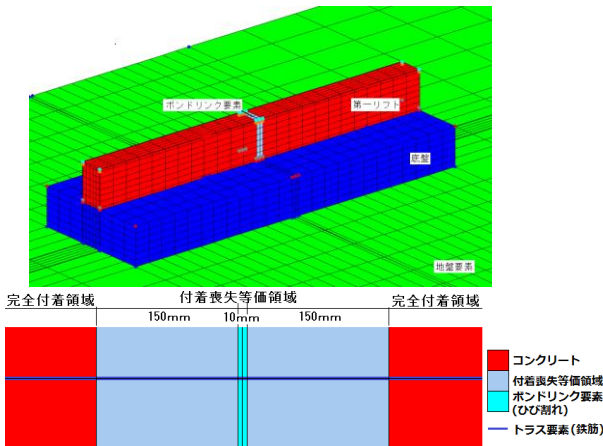 ボンドリンク要素
第一リフト
底盤
地盤要素
完全付着領域 付着喪失等価領域 完全付着領域
150mm 10mm 150mm
コンクリート
付着喪失等価領域
ボンドリンク要素
(ひび割れ)
トラス要素(鉄筋)